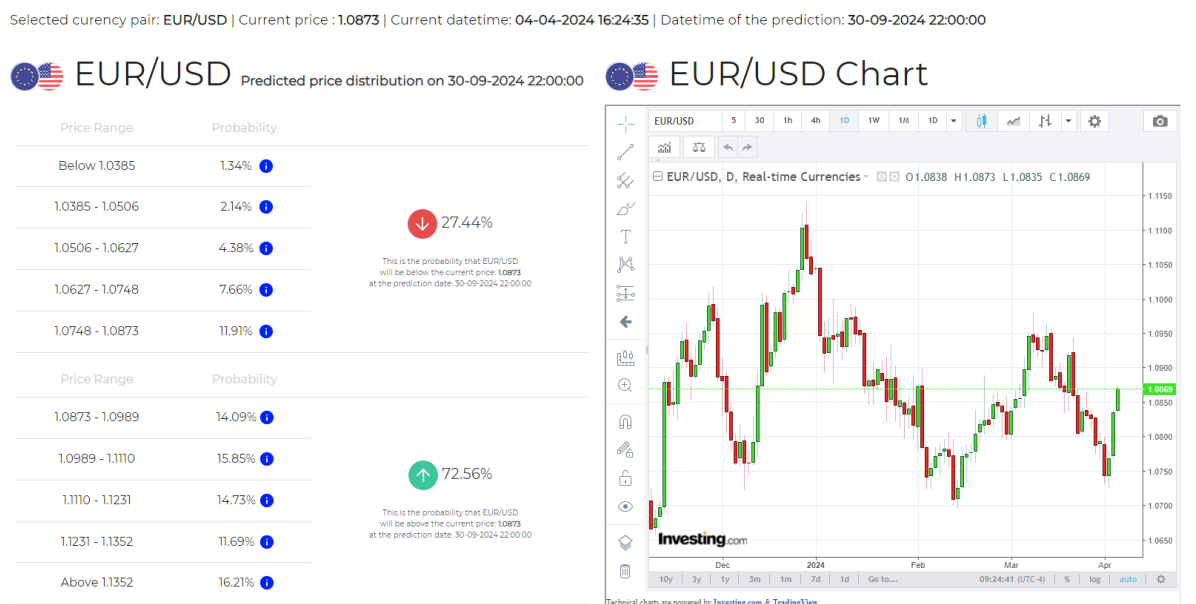 Selected curency pair: EUR/USD | Current price : 1.0873 | Current datetime: 04-04-2024 16:24:35 | Datetime of the prediction: 30-09-2024 22:00:00
EUR/USD Predicted price distribution on 30-09-2024 22:00:00
Price Range Probability
Below 1.0385 1.34%
1.0385 - 1.0506 2.14%
1.0506 - 1.0627 4.38%
1.0627 - 1.0748 7.66%
1.0748 - 1.0873 11.91%
27.44%
This is the probability that EUR/USD
will be below the current price: 1.0873
at the prediction date: 30-09-2024 22:00:00
Price Range Probability
1.0873 - 1.0989 14.09%
1.0989 - 1.1110 15.85%
1.1110 - 1.1231 14.73%
1.1231 - 1.1352 11.69%
Above 1.1352 16.21%
72.56%
This is the probability that EUR/USD
will be above the current price: 1.0873
at the prediction date: 30-09-2024 22:00:00
EUR/USD Chart
EUR/USD 5 30 1h 4h 1D 1W 1M 1D
EUR/USD, D, Real-time Currencies O1.0838 H1.0873 L1.0835 C1.0869
1.1150
1.1100
1.1050
1.1000
1.0950
1.0900
1.0869
1.0850
1.0800
1.0750
1.0700
1.0650
Investing.com
Dec 2024 Feb Mar Apr
10y 3y 1y 3m 1m 7d 1d Go to... 09:24:41 (UTC-4) % log auto
Technical charts are powered by Investing.com & TradingView